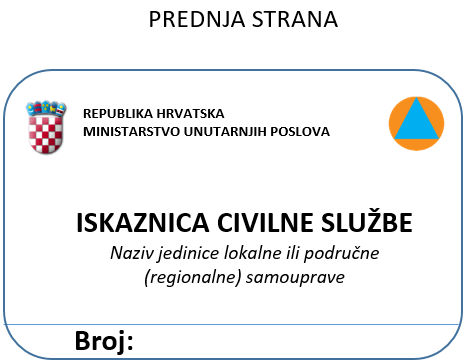 PREDNJA STRANA
REPUBLIKA HRVATSKA
MINISTARSTVO UNUTARNJIH POSLOVA
ISKAZNICA CIVILNE SLUŽBE
Naziv jedinice lokalne ili područne
(regionalne) samouprave
Broj: